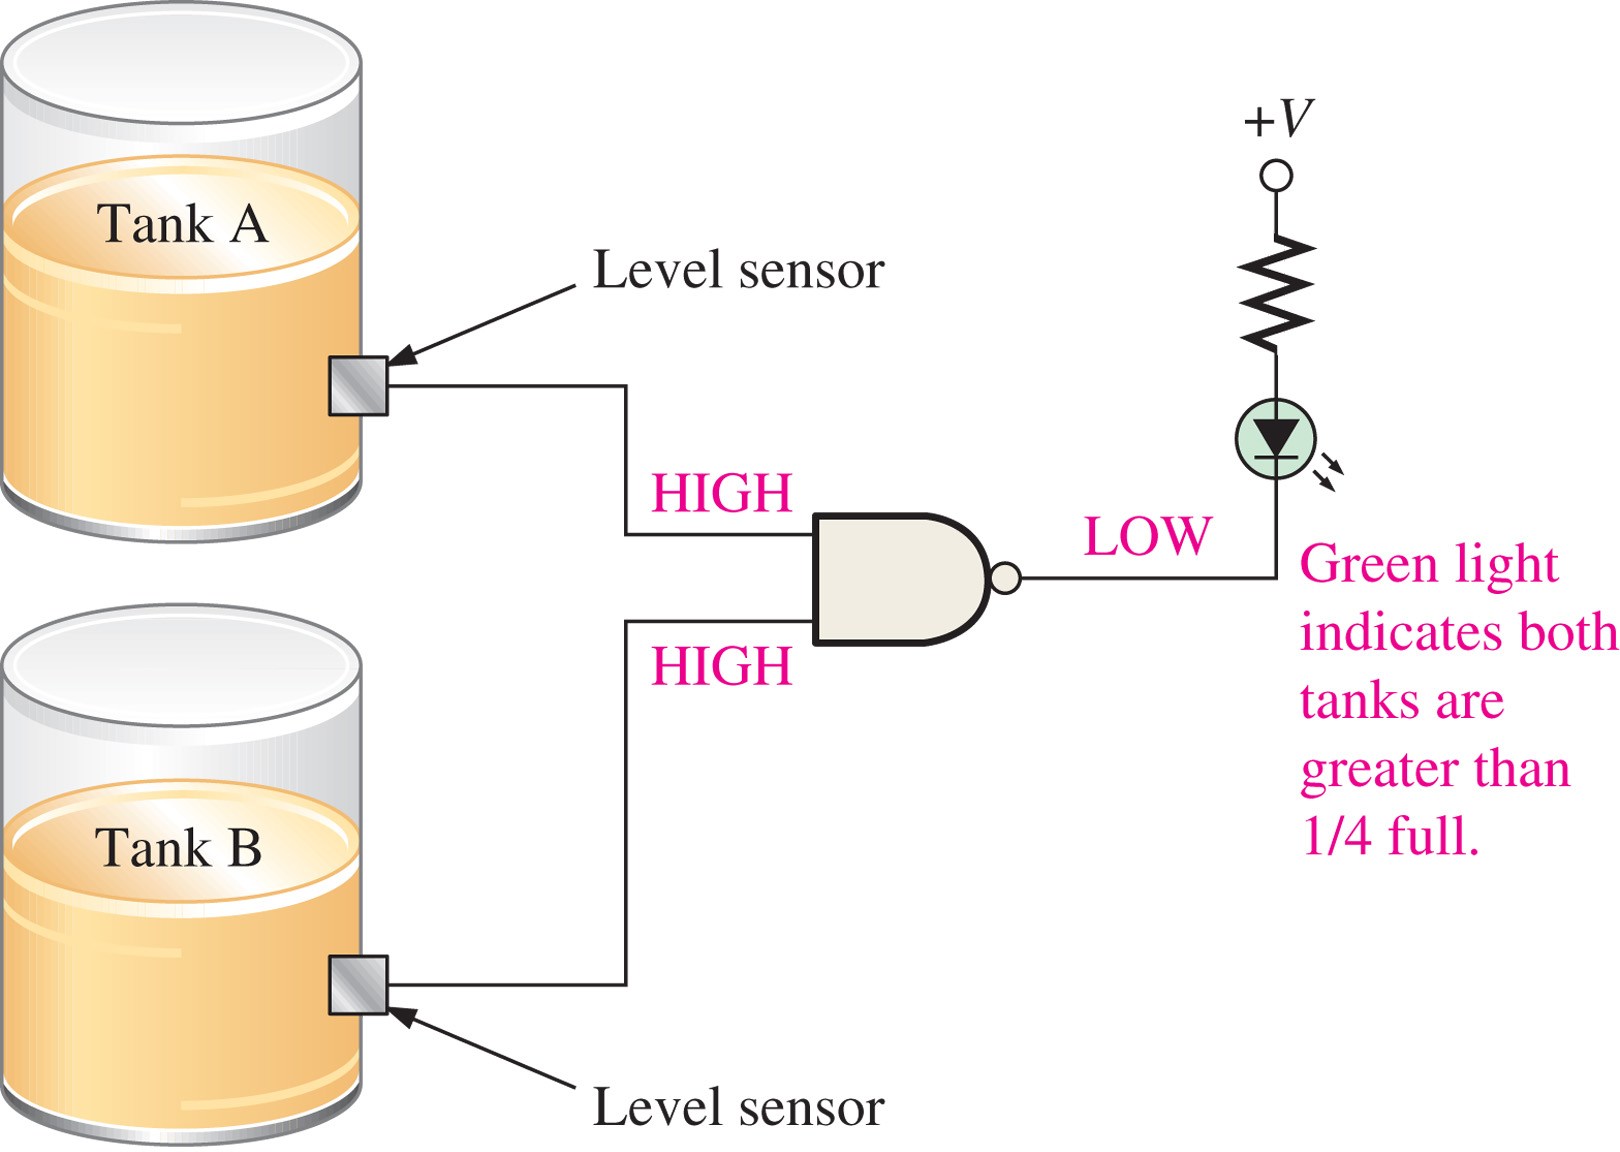 +V
Tank A
Level sensor
HIGH
LOW
Green light
indicates both
tanks are
greater than
1/4 full.
HIGH
Tank B
Level sensor